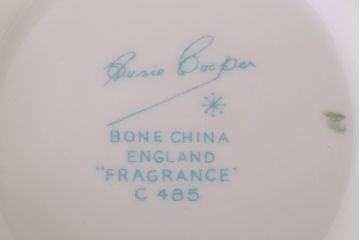 Susie Cooper
BONE CHINA
ENGLAND
"FRAGRANCE"
C 485